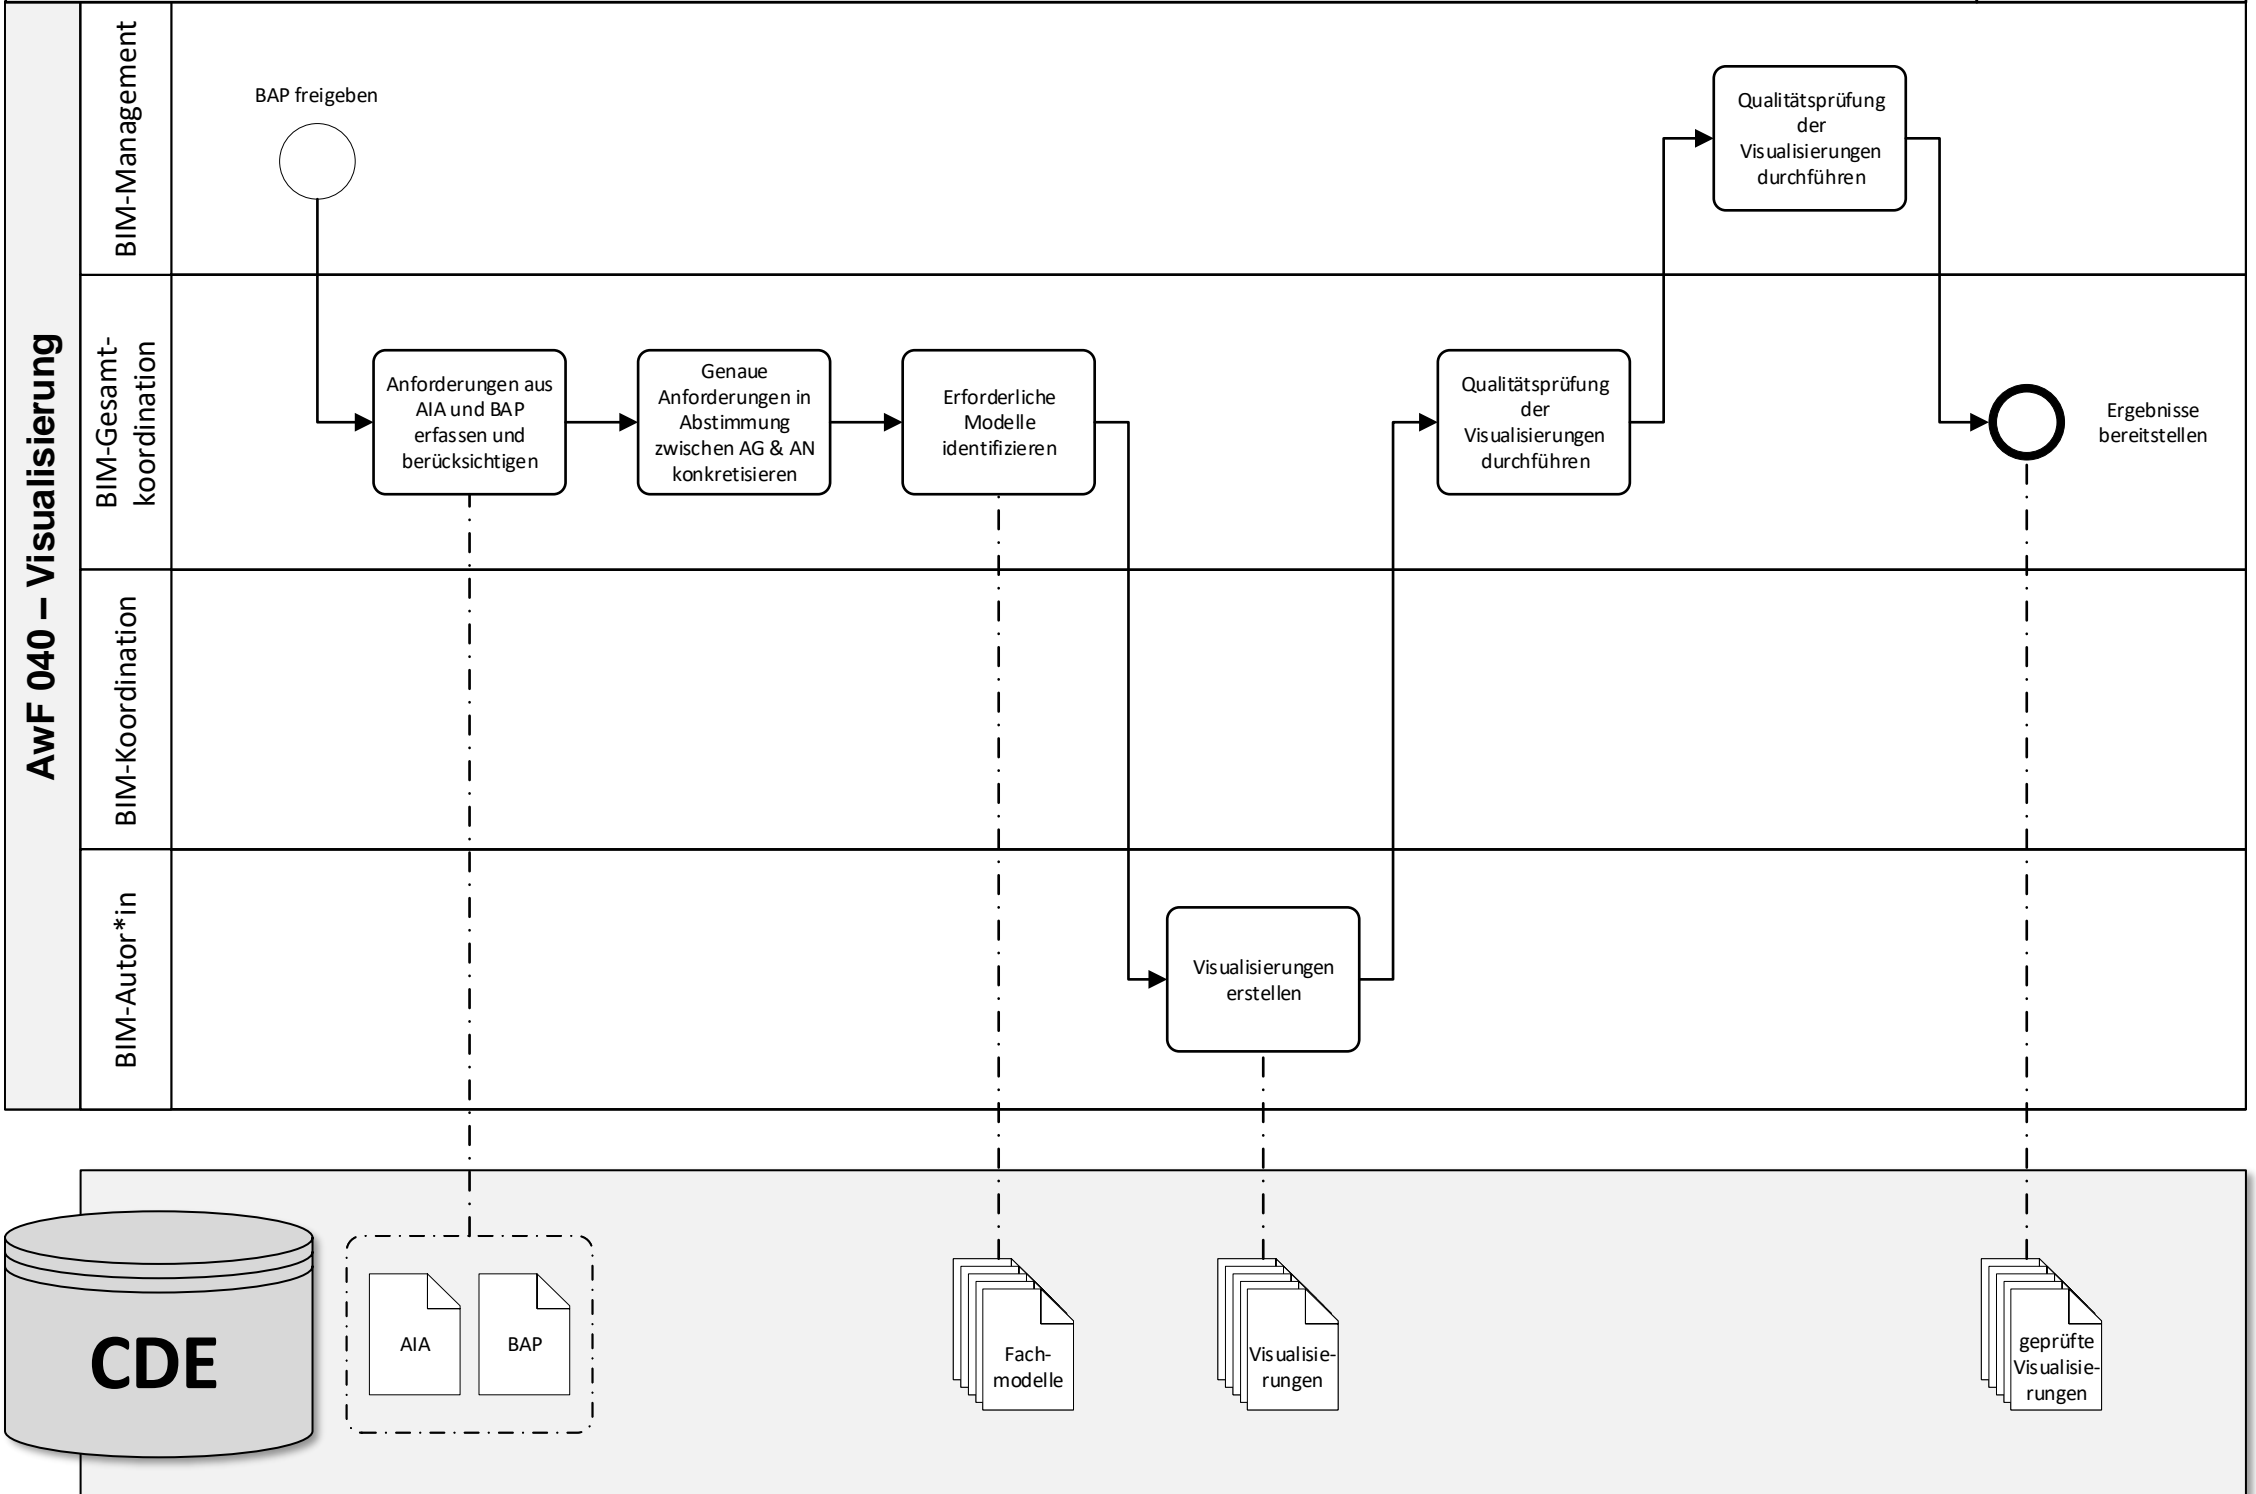 AwF 040 – Visualisierung
BIM-Management
BAP freigeben
Qualitätsprüfung
der
Visualisierungen
durchführen
BIM-Gesamt-
koordination
Anforderungen aus
AIA und BAP
erfassen und
berücksichtigen
Genaue
Anforderungen in
Abstimmung
zwischen AG & AN
konkretisieren
Erforderliche
Modelle
identifizieren
Qualitätsprüfung
der
Visualisierungen
durchführen
Ergebnisse
bereitstellen
BIM-Koordination
BIM-Autor*in
Visualisierungen
erstellen
CDE
AIA
BAP
Fach-
modelle
Visualisie-
rungen
geprüfte
Visualisie-
rungen